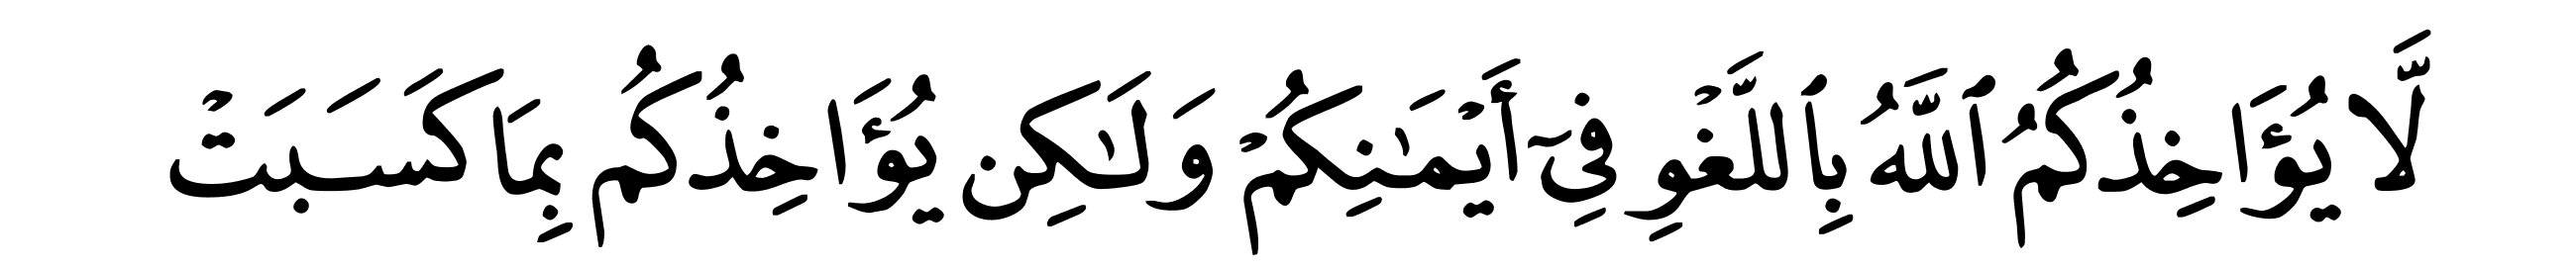 لَّا يُؤَاخِذُكُمُ ٱللَّهُ بِٱللَّغْوِ فِىٓ أَيْمَـٰنِكُمْ وَلَـٰكِن يُؤَاخِذُكُم بِمَا كَسَبَتْ